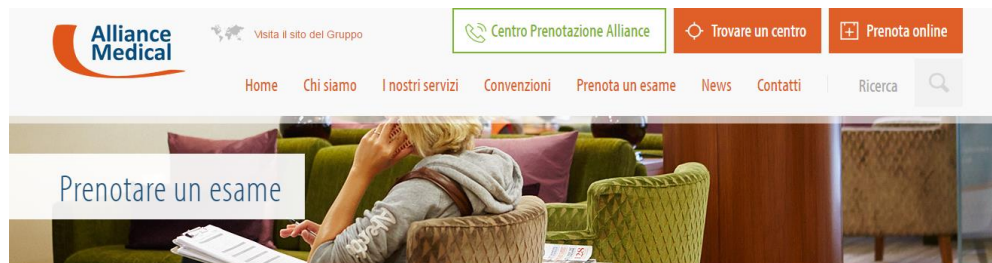 Alliance
Medical
Visita il sito del Gruppo
Centro Prenotazione Alliance
Trovare un centro
Prenota online
Home
Chi siamo
I nostri servizi
Convenzioni
Prenota un esame
News
Contatti
Ricerca
Prenotare un esame